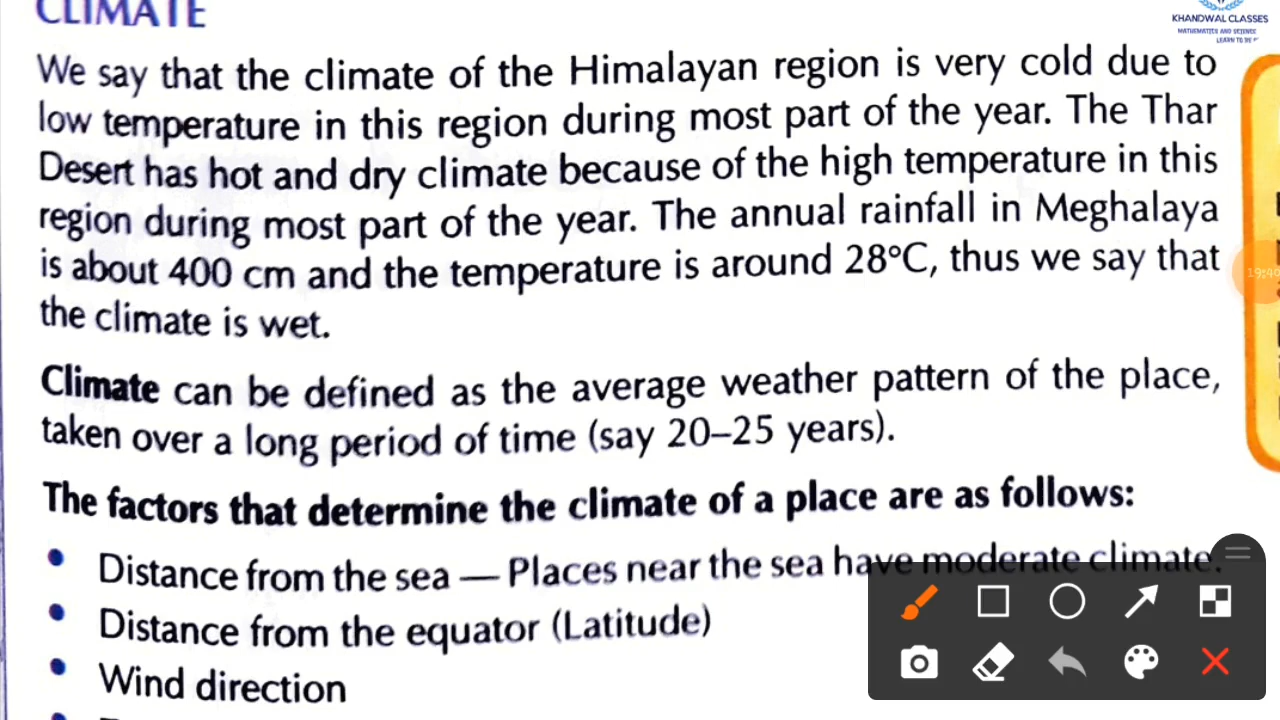 CLIMATE
KHANDWAL CLASSES
MATHEMATICS AND SCIENCE
LEARN TO BE
We say that the climate of the Himalayan region is very cold due to
low temperature in this region during most part of the year. The Thar
Desert has hot and dry climate because of the high temperature in this
region during most part of the year. The annual rainfall in Meghalaya
is about 400 cm and the temperature is around 28°C, thus we say that
the climate is wet.
Climate can be defined as the average weather pattern of the place,
taken over a long period of time (say 20–25 years).
The factors that determine the climate of a place are as follows:
• Distance from the sea — Places near the sea have moderate climate.
• Distance from the equator (Latitude)
• Wind direction